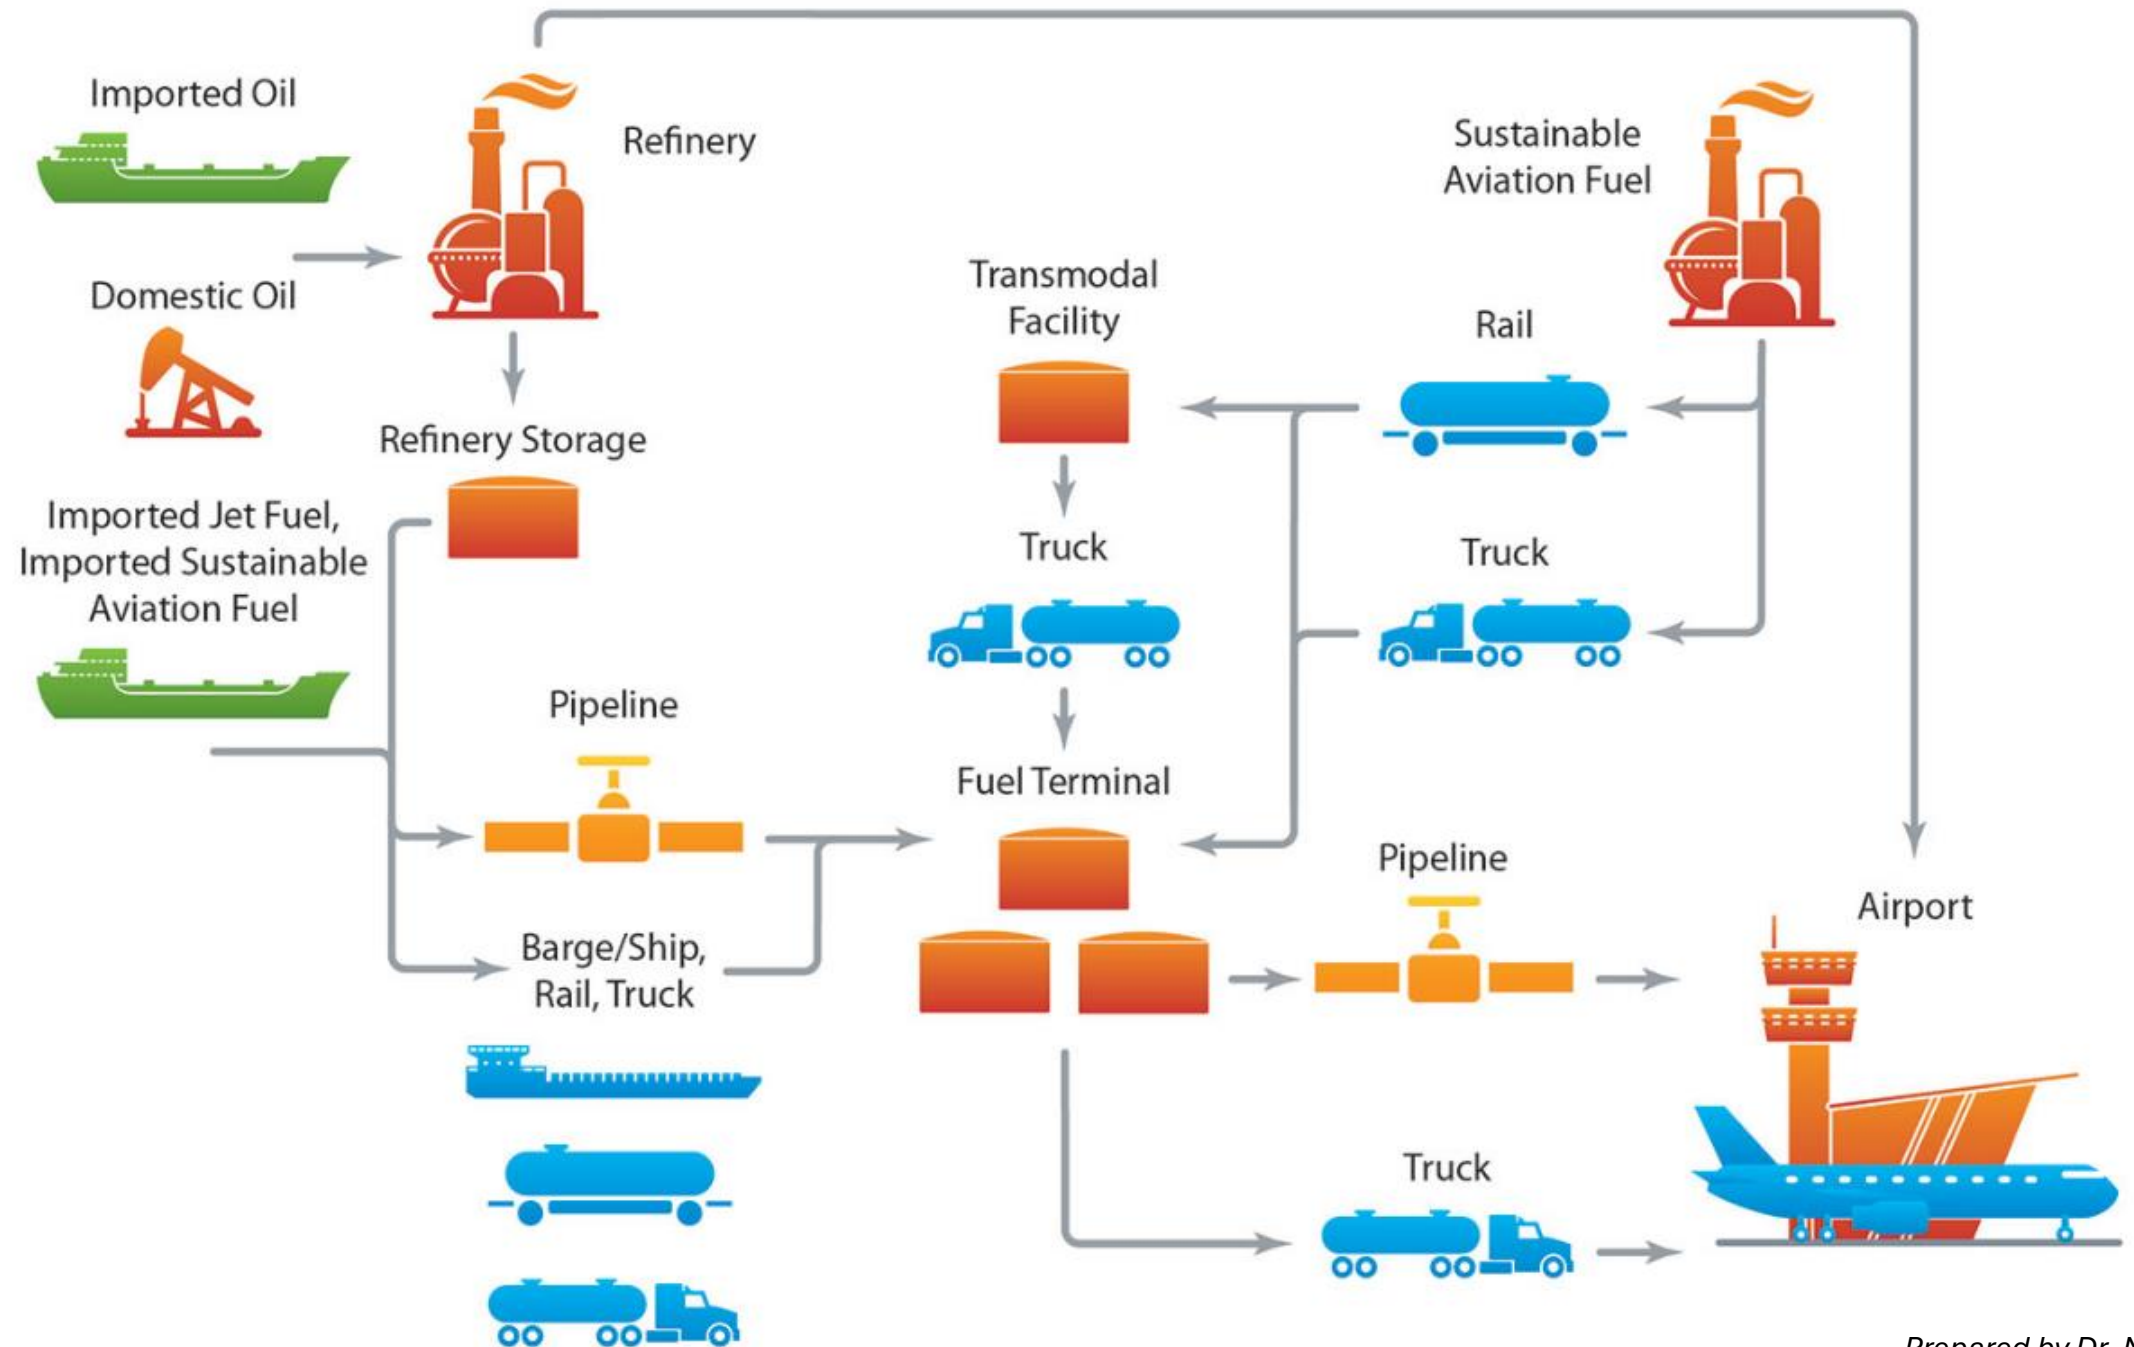 Imported Oil
Refinery
Sustainable
Aviation Fuel
Domestic Oil
Transmodal
Facility
Rail
Refinery Storage
Imported Jet Fuel,
Imported Sustainable
Aviation Fuel
Truck
Truck
Pipeline
Fuel Terminal
Pipeline
Airport
Barge/Ship,
Rail, Truck
Truck
Prepared by Dr.